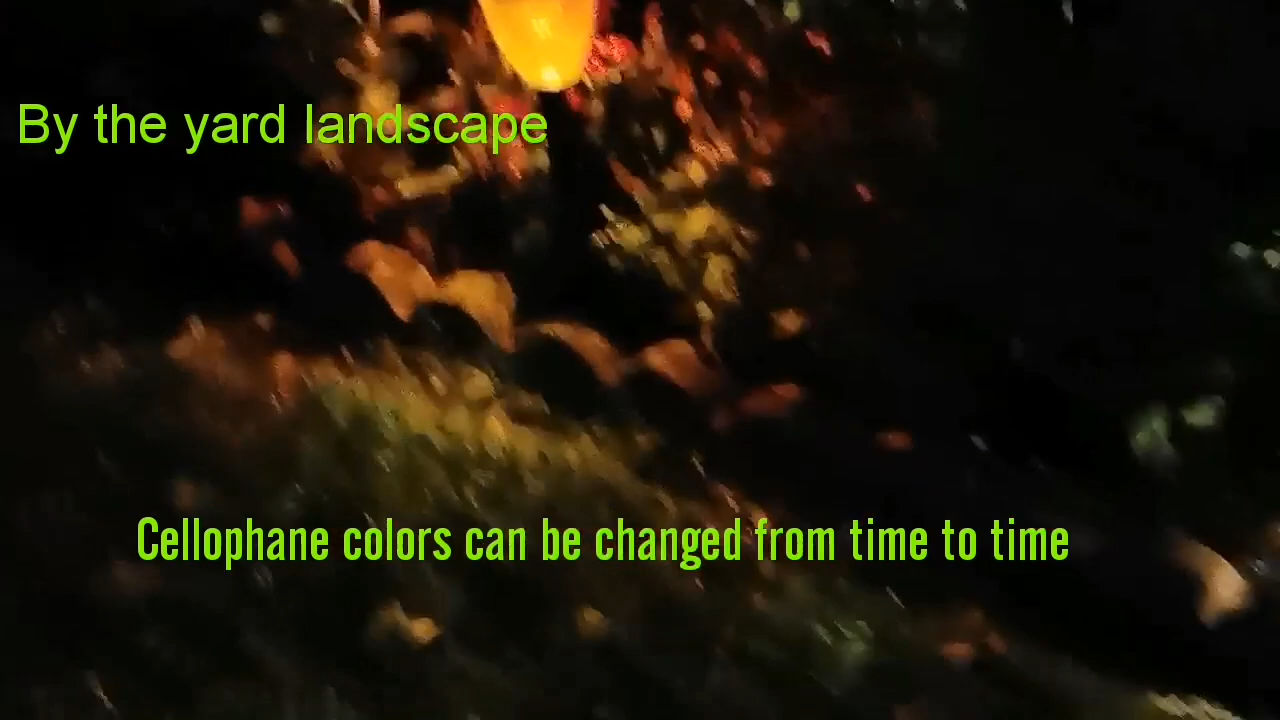 By the yard landscape
Cellophane colors can be changed from time to time